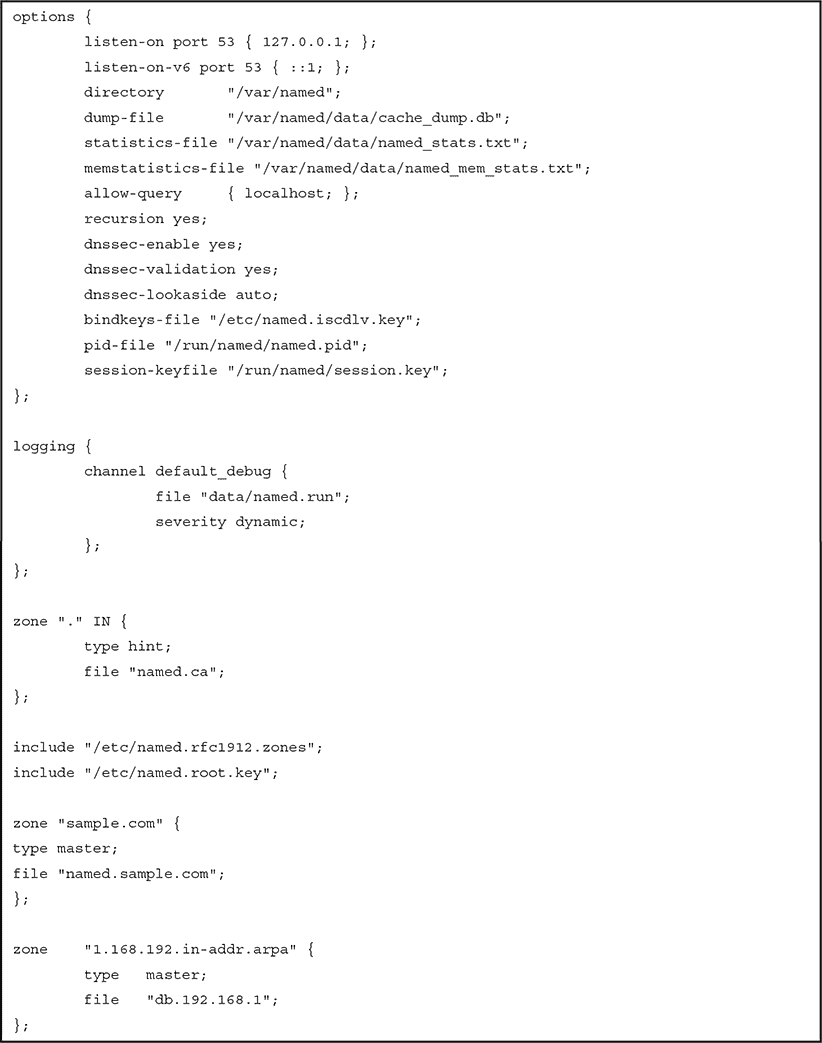 options {
        listen-on port 53 { 127.0.0.1; };
        listen-on-v6 port 53 { ::1; };
        directory       "/var/named";
        dump-file       "/var/named/data/cache_dump.db";
        statistics-file "/var/named/data/named_stats.txt";
        memstatistics-file "/var/named/data/named_mem_stats.txt";
        allow-query     { localhost; };
        recursion yes;
        dnssec-enable yes;
        dnssec-validation yes;
        dnssec-lookaside auto;
        bindkeys-file "/etc/named.iscdlv.key";
        pid-file "/run/named/named.pid";
        session-keyfile "/run/named/session.key";
};

logging {
        channel default_debug {
                file "data/named.run";
                severity dynamic;
        };
};

zone "." IN {
        type hint;
        file "named.ca";
};

include "/etc/named.rfc1912.zones";
include "/etc/named.root.key";

zone "sample.com" {
type master;
file "named.sample.com";
};

zone    "1.168.192.in-addr.arpa" {
        type   master;
        file   "db.192.168.1";
};